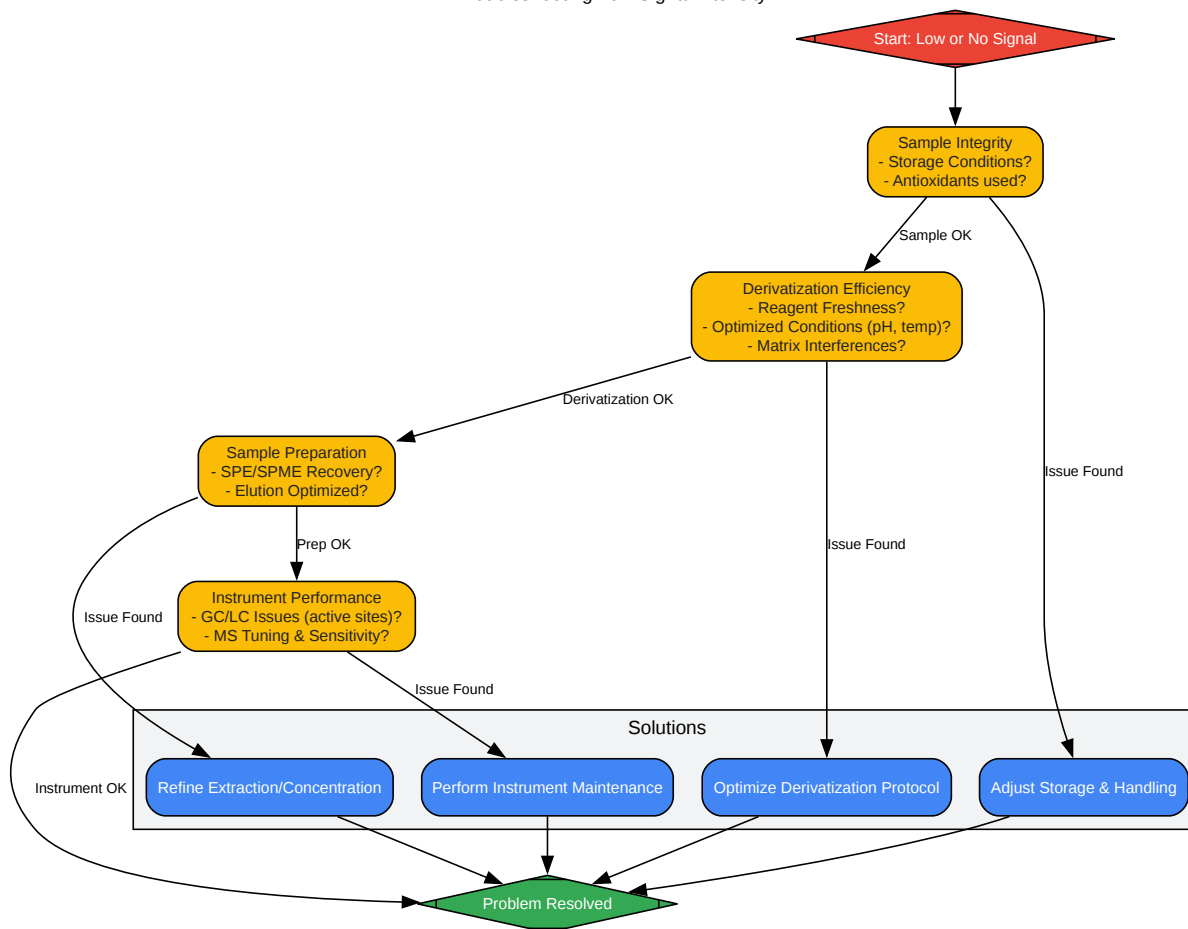 Start: Low or No Signal
Sample Integrity
- Storage Conditions?
- Antioxidants used?
Sample OK
Derivatization Efficiency
- Reagent Freshness?
- Optimized Conditions (pH, temp)?
- Matrix Interferences?
Derivatization OK
Sample Preparation
- SPE/SPME Recovery?
- Elution Optimized?
Issue Found
Prep OK
Issue Found
Instrument Performance
- GC/LC Issues (active sites)?
- MS Tuning & Sensitivity?
Issue Found
Issue Found
Solutions
Instrument OK
Refine Extraction/Concentration
Perform Instrument Maintenance
Optimize Derivatization Protocol
Adjust Storage & Handling
Problem Resolved